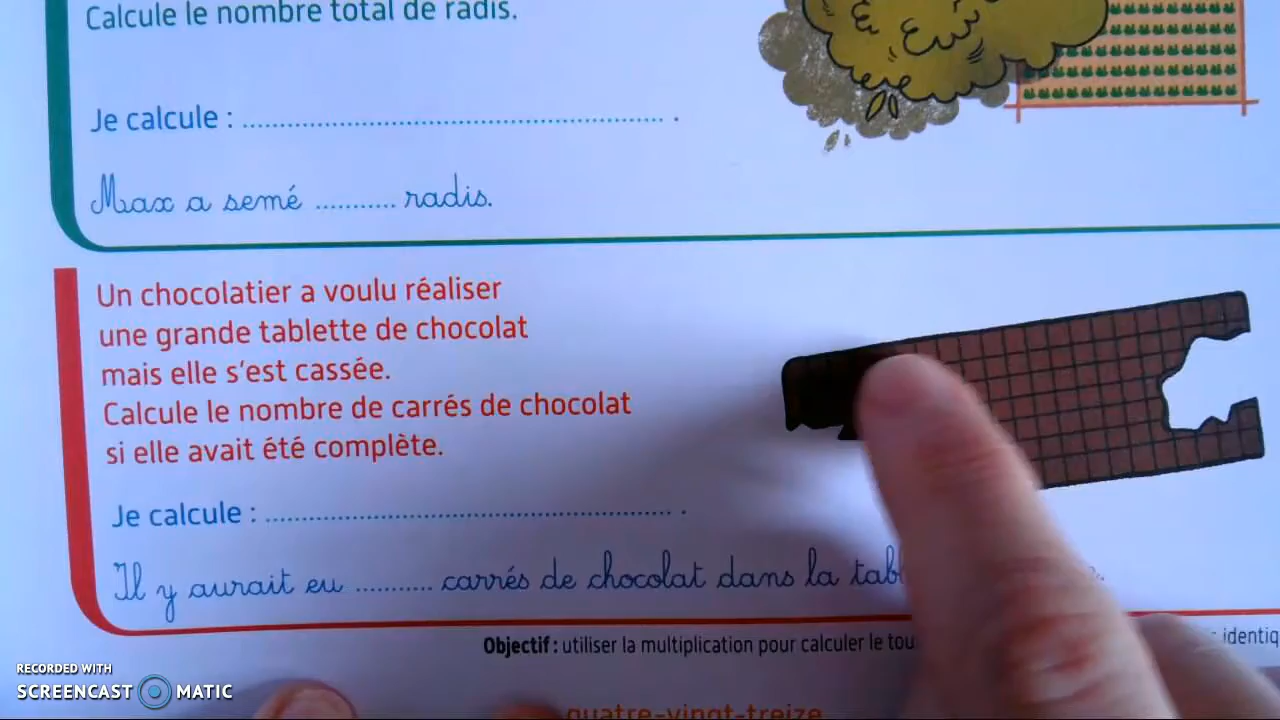 Calcule le nombre total de radis.
Je calcule : .
Max a semé ........... radis.
Un chocolatier a voulu réaliser
une grande tablette de chocolat
mais elle s'est cassée.
Calcule le nombre de carrés de chocolat
si elle avait été complète.
Je calcule : .
Il y aurait eu ........... carrés de chocolat dans la
Objectif : utiliser la multiplication pour calculer le
RECORDED WITH
SCREENCAST MATIC
quatre-vingt-treize